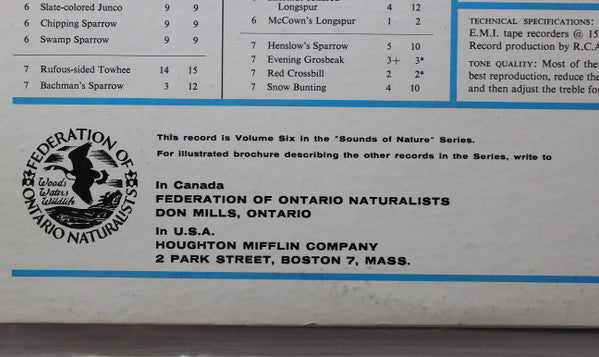 6 Slate-colored Junco 9 9
6 Chipping Sparrow 9 9
6 Swamp Sparrow 9 9
7 Rufous-sided Towhee 14 15
7 Bachman's Sparrow 3 12
Longspur 4 12
6 McCown's Longspur 1 2
7 Henslow's Sparrow 5 10
7 Evening Grosbeak 3+ 3*
7 Red Crossbill 2 2*
7 Snow Bunting 4 10
TECHNICAL SPECIFICATIONS:
E.M.I. tape recorders @ 15
Record production by R.C.A
TONE QUALITY: Most of the
best reproduction, reduce the
and then adjust the treble for
FEDERATION OF
ONTARIO NATURALISTS
Woods
Waters
Wildlife
This record is Volume Six in the "Sounds of Nature" Series.
For illustrated brochure describing the other records in the Series, write to
In Canada
FEDERATION OF ONTARIO NATURALISTS
DON MILLS, ONTARIO
In U.S.A.
HOUGHTON MIFFLIN COMPANY
2 PARK STREET, BOSTON 7, MASS.